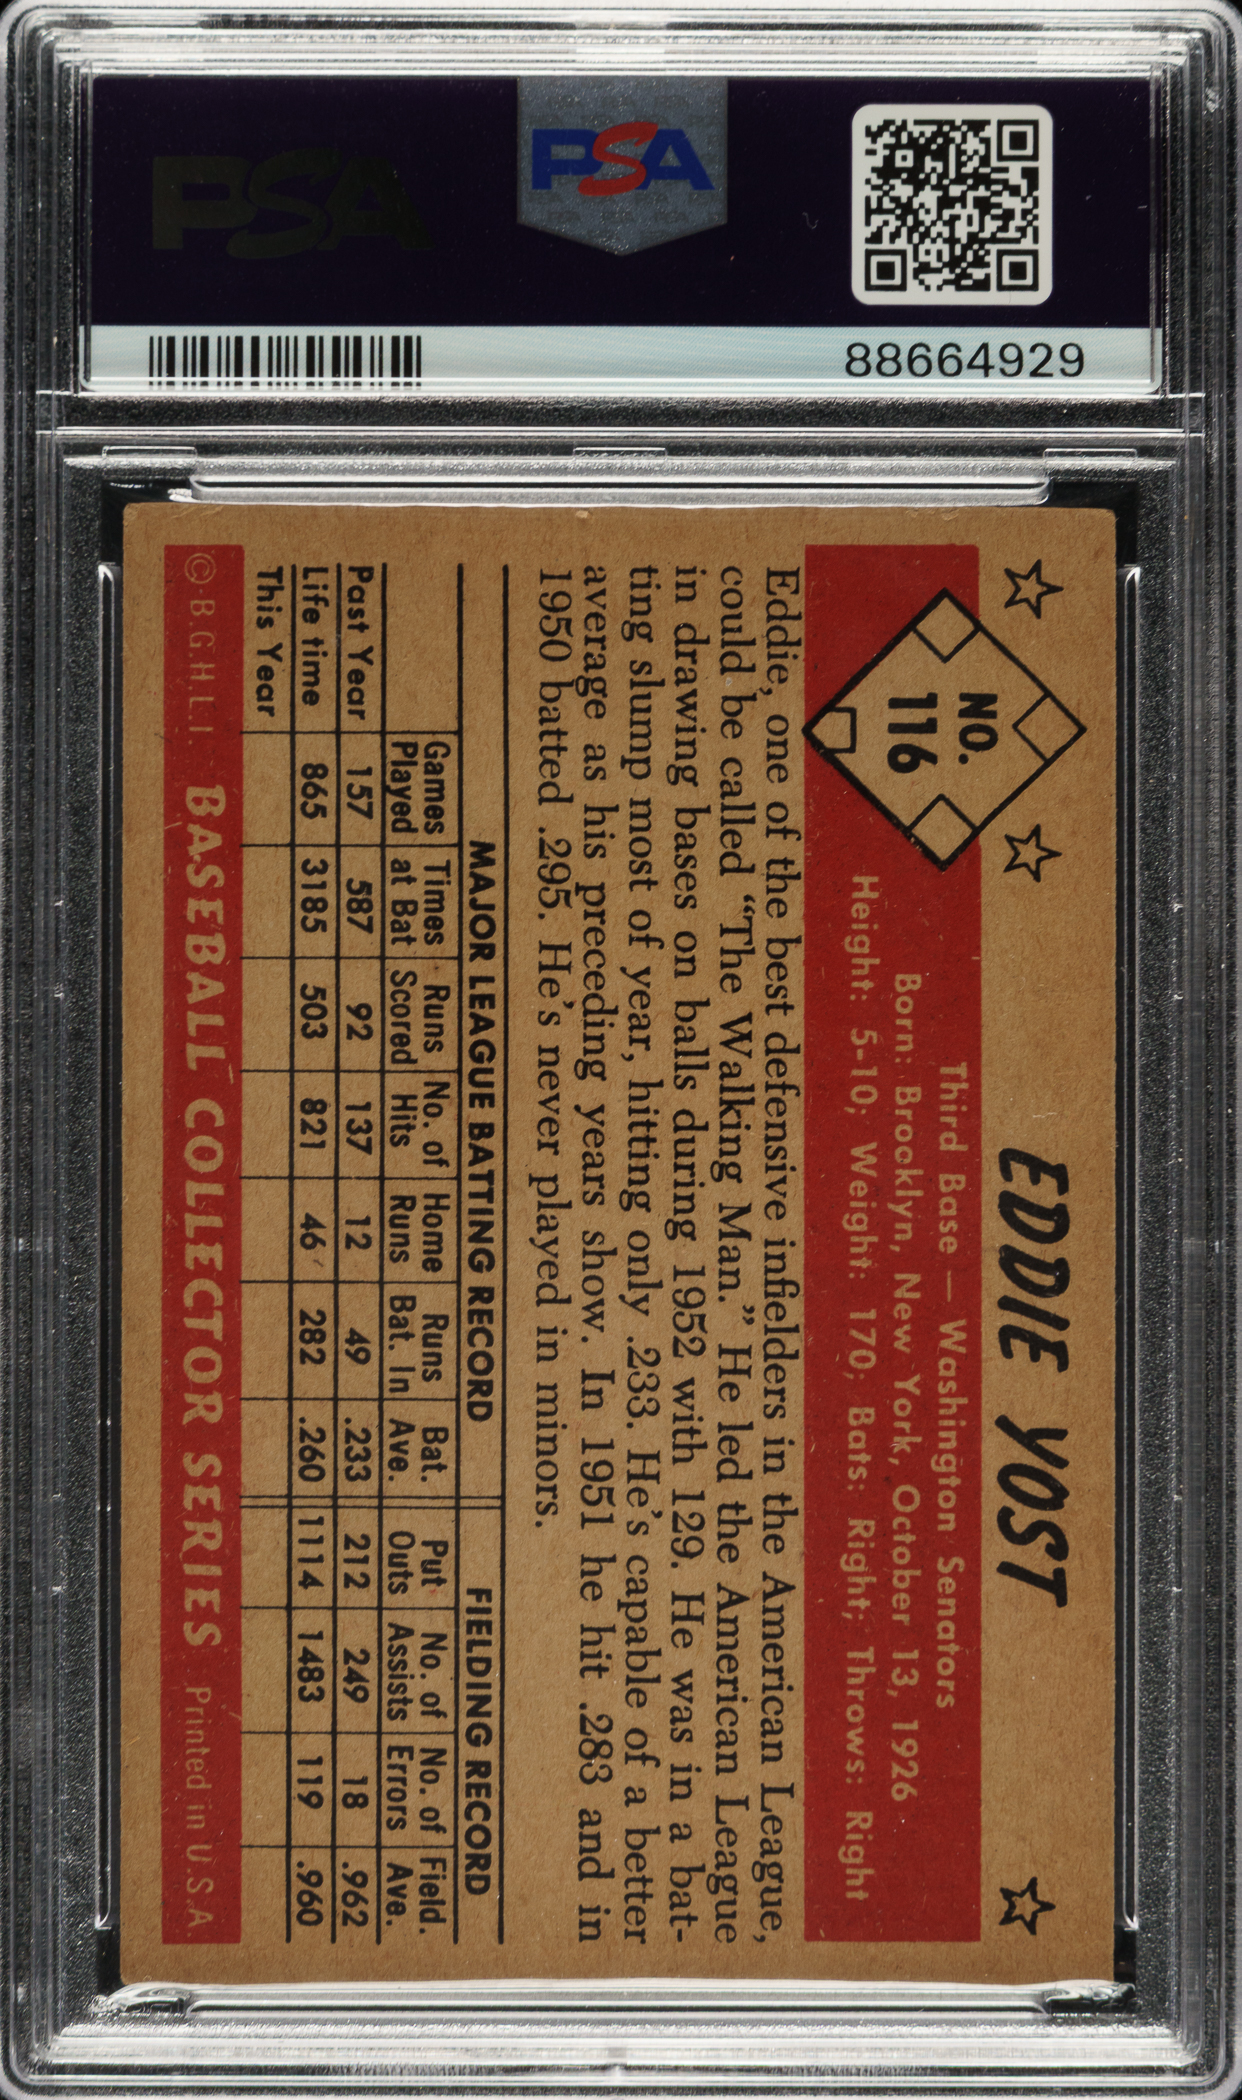 PSA
PSA
88664929
EDDIE YOST
NO.
116
Third Base — Washington Senators
Born: Brooklyn, New York, October 13, 1926
Height: 5-10; Weight: 170; Bats: Right; Throws: Right
Eddie, one of the best defensive infielders in the American League,
could be called “The Walking Man.” He led the American League
in drawing bases on balls during 1952 with 129. He was in a bat-
ting slump most of year, hitting only .233. He’s capable of a better
average as his preceding years show. In 1951 he hit .283 and in
1950 batted .295. He’s never played in minors.
MAJOR LEAGUE BATTING RECORD FIELDING RECORD
Games Times Runs No. of Home Runs Bat. Put No. of No. of Field.
Played at Bat Scored Hits Runs Bat. In Ave. Outs Assists Errors Ave.
Past Year 157 587 92 137 12 49 .233 212 249 18 .962
Life time 865 3185 503 821 46 282 .260 1114 1483 119 .960
This Year
© B.G.H.L.I. BASEBALL COLLECTOR SERIES Printed in U.S.A.